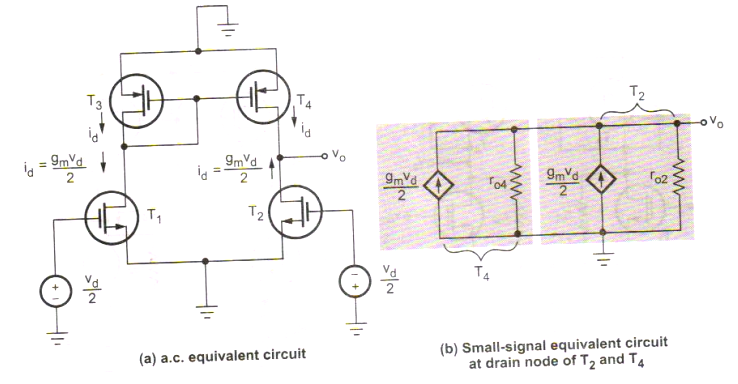 T3
T4
id
id
id = gmvd/2
id = gmvd/2
vo
T1
T2
+
−
vd/2
−
+
vd/2
(a) a.c. equivalent circuit
T2
vo
gmvd/2
ro4
gmvd/2
ro2
T4
(b) Small-signal equivalent circuit
at drain node of T2 and T4